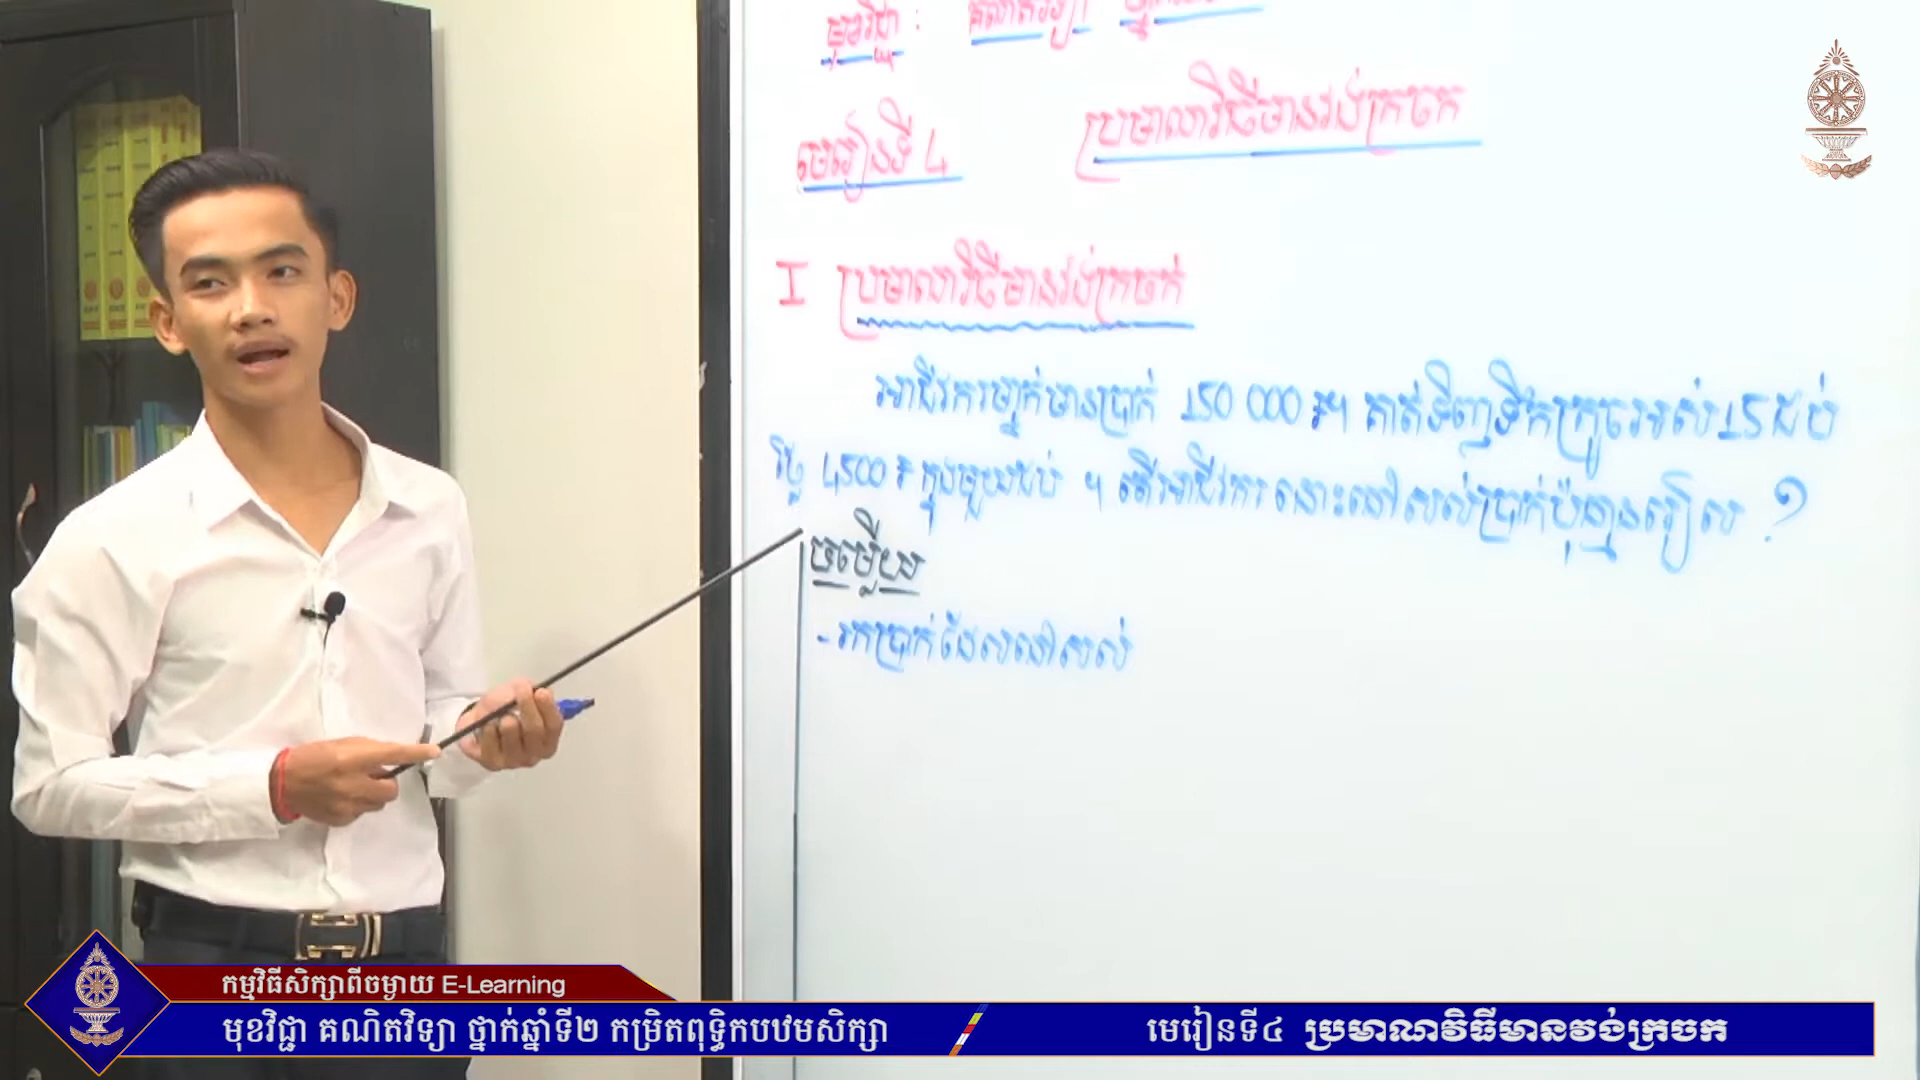 មុខវិជ្ជា : គណិតវិទ្យា
មេរៀនទី ៤ ប្រមាណវិធីមានវង់ក្រចក
I ប្រមាណវិធីមានវង់ក្រចក់
អាជីវករម្នាក់មានប្រាក់ 150 000 ៛។ គាត់ទិញទឹកក្រូចអស់ 15 ដប់
ថ្លៃ 4500 ៛ ក្នុងមួយដប់ ។ តើអាជីវករនោះនៅសល់ប្រាក់ប៉ុន្មានរៀល ?
ចម្លើយ
- រកប្រាក់ដែលនៅសល់
កម្មវិធីសិក្សាពីចម្ងាយ E-Learning
មុខវិជ្ជា គណិតវិទ្យា ថ្នាក់ឆ្នាំទី២ កម្រិតពុទ្ធិកបឋមសិក្សា
មេរៀនទី៤ ប្រមាណវិធីមានវង់ក្រចក